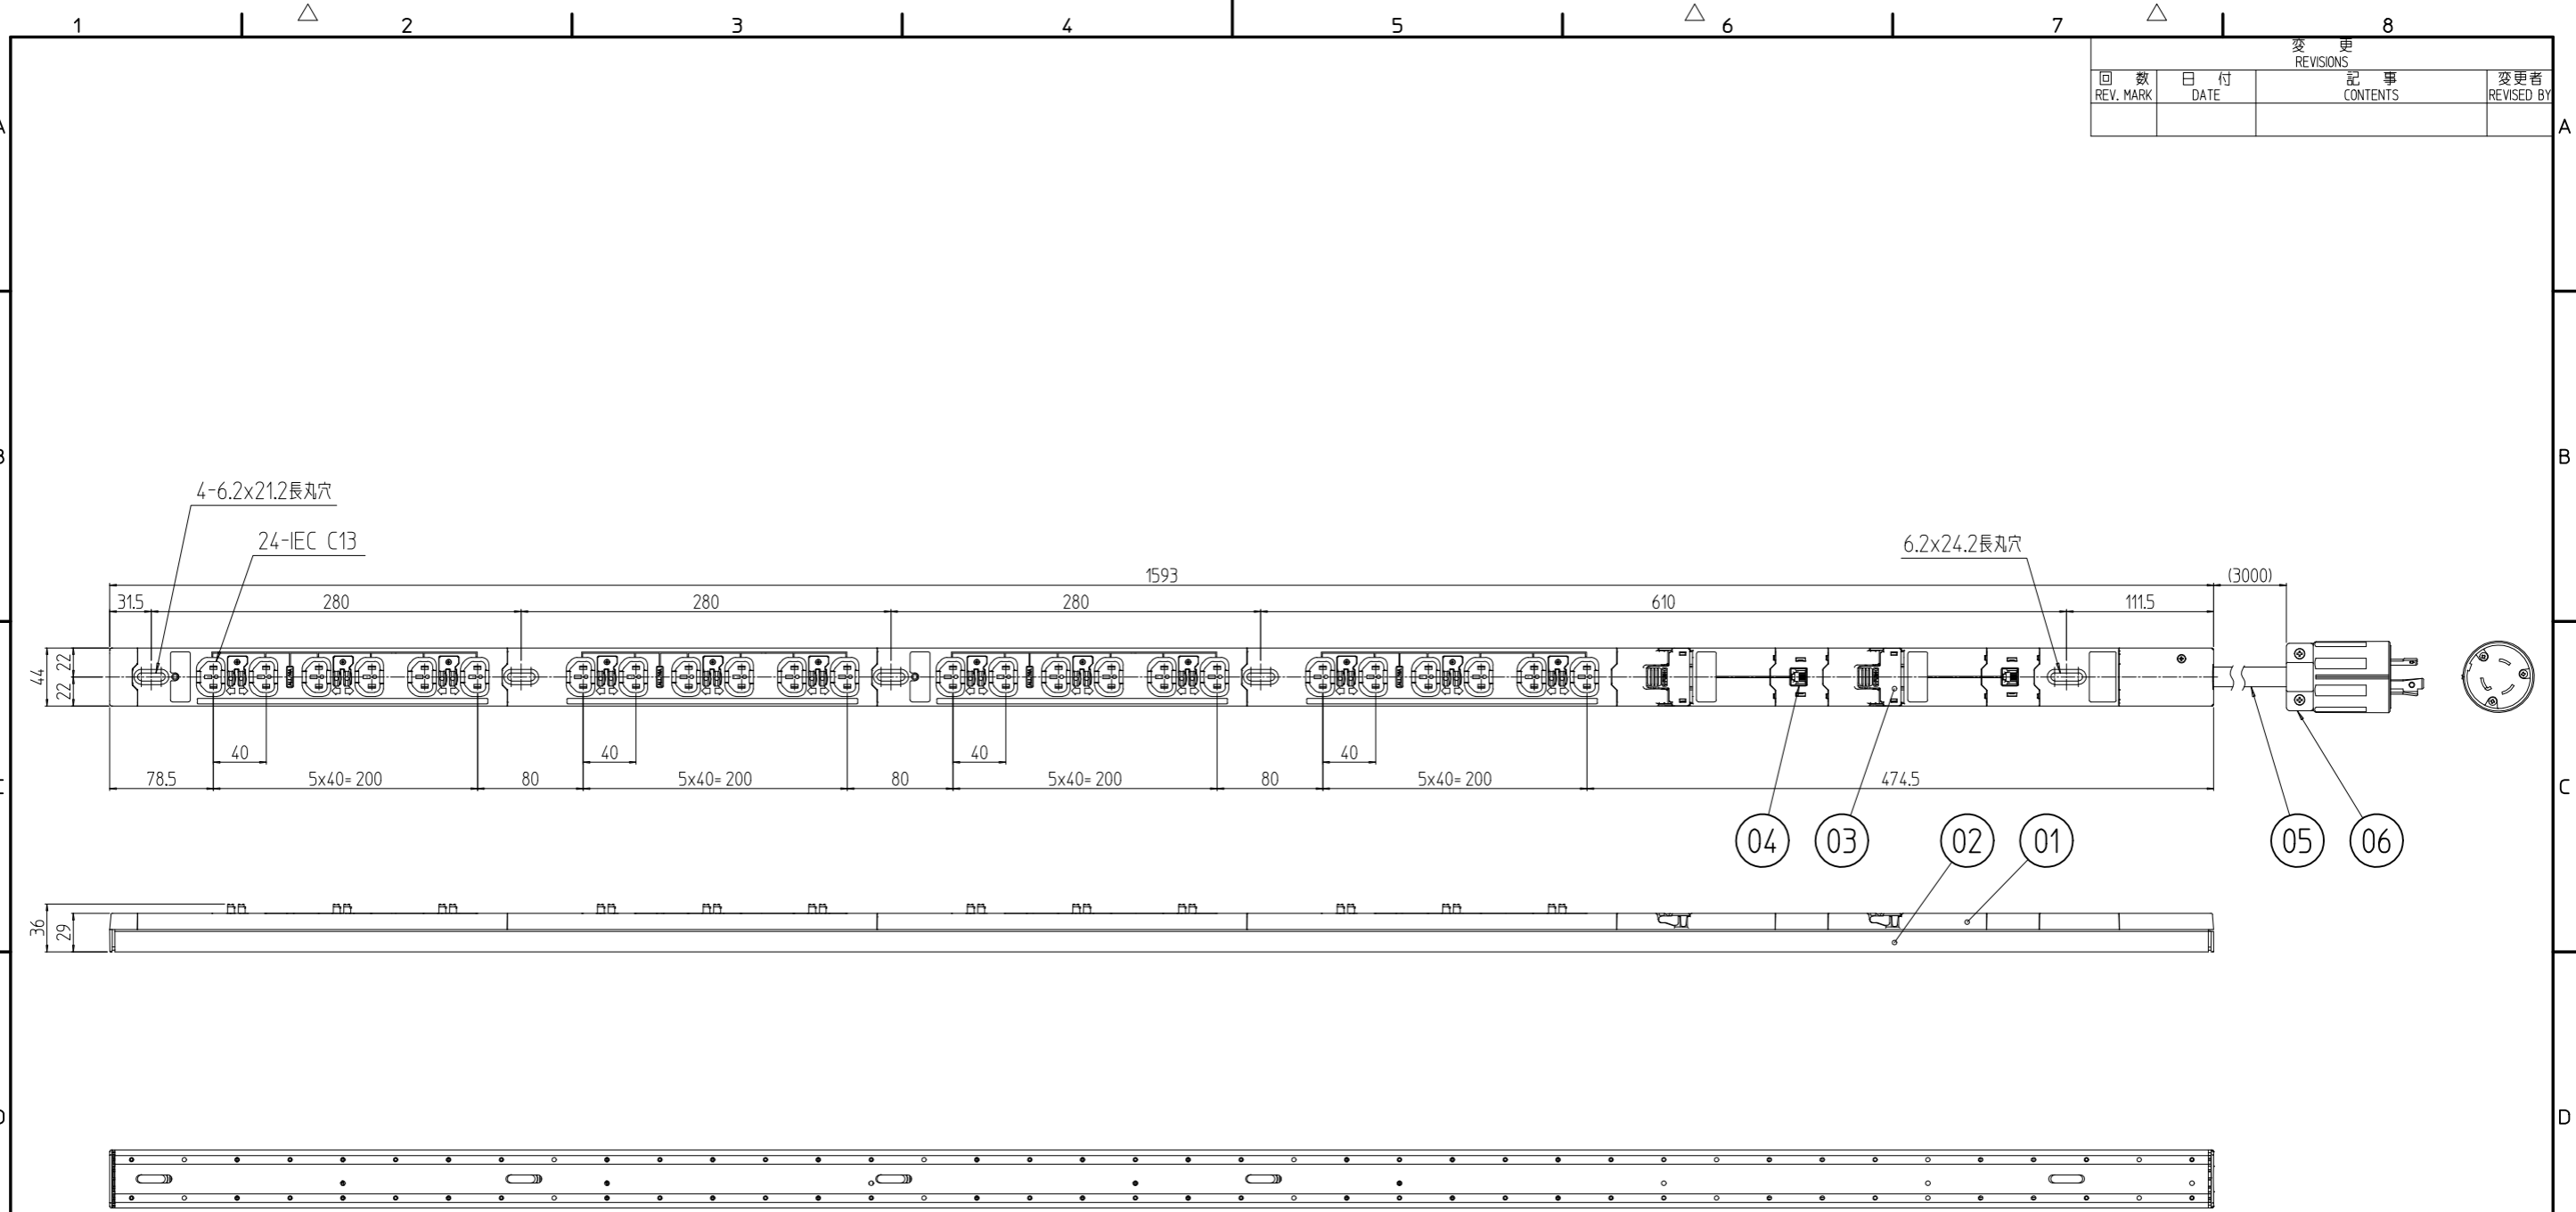 1 2 3 4 5 6 7 8
変 更
REVISIONS
回 数 日 付 記 事 変更者
REV. MARK DATE CONTENTS REVISED BY
A A
B B
4-6.2x21.2長丸穴
24-IEC C13
6.2x24.2長丸穴
1593 (3000)
31.5 280 280 280 610 111.5
44 22 22
40 40 40 40
78.5 5x40=200 80 5x40=200 80 5x40=200 80 5x40=200 474.5
C
04 03 02 01 05 06
36 29
D D